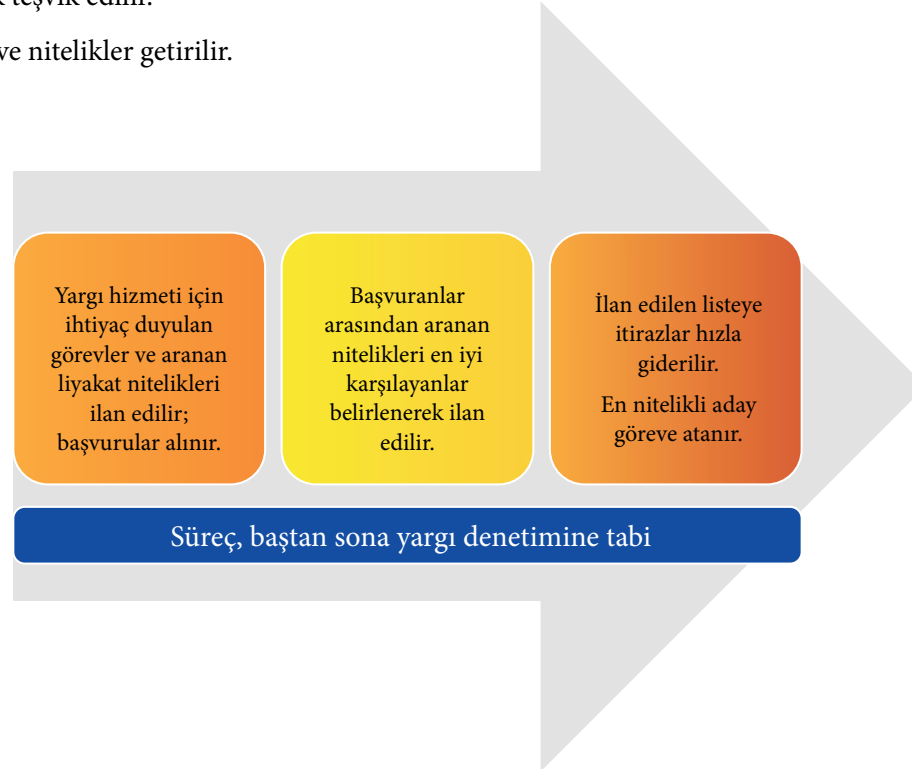 teşvik edilir.
ve nitelikler getirilir.
Yargı hizmeti için
ihtiyaç duyulan
görevler ve aranan
liyakat nitelikleri
ilan edilir;
başvurular alınır.
Başvuranlar
arasından aranan
nitelikleri en iyi
karşılayanlar
belirlenerek ilan
edilir.
İlan edilen listeye
itirazlar hızla
giderilir.
En nitelikli aday
göreve atanır.
Süreç, baştan sona yargı denetimine tabi